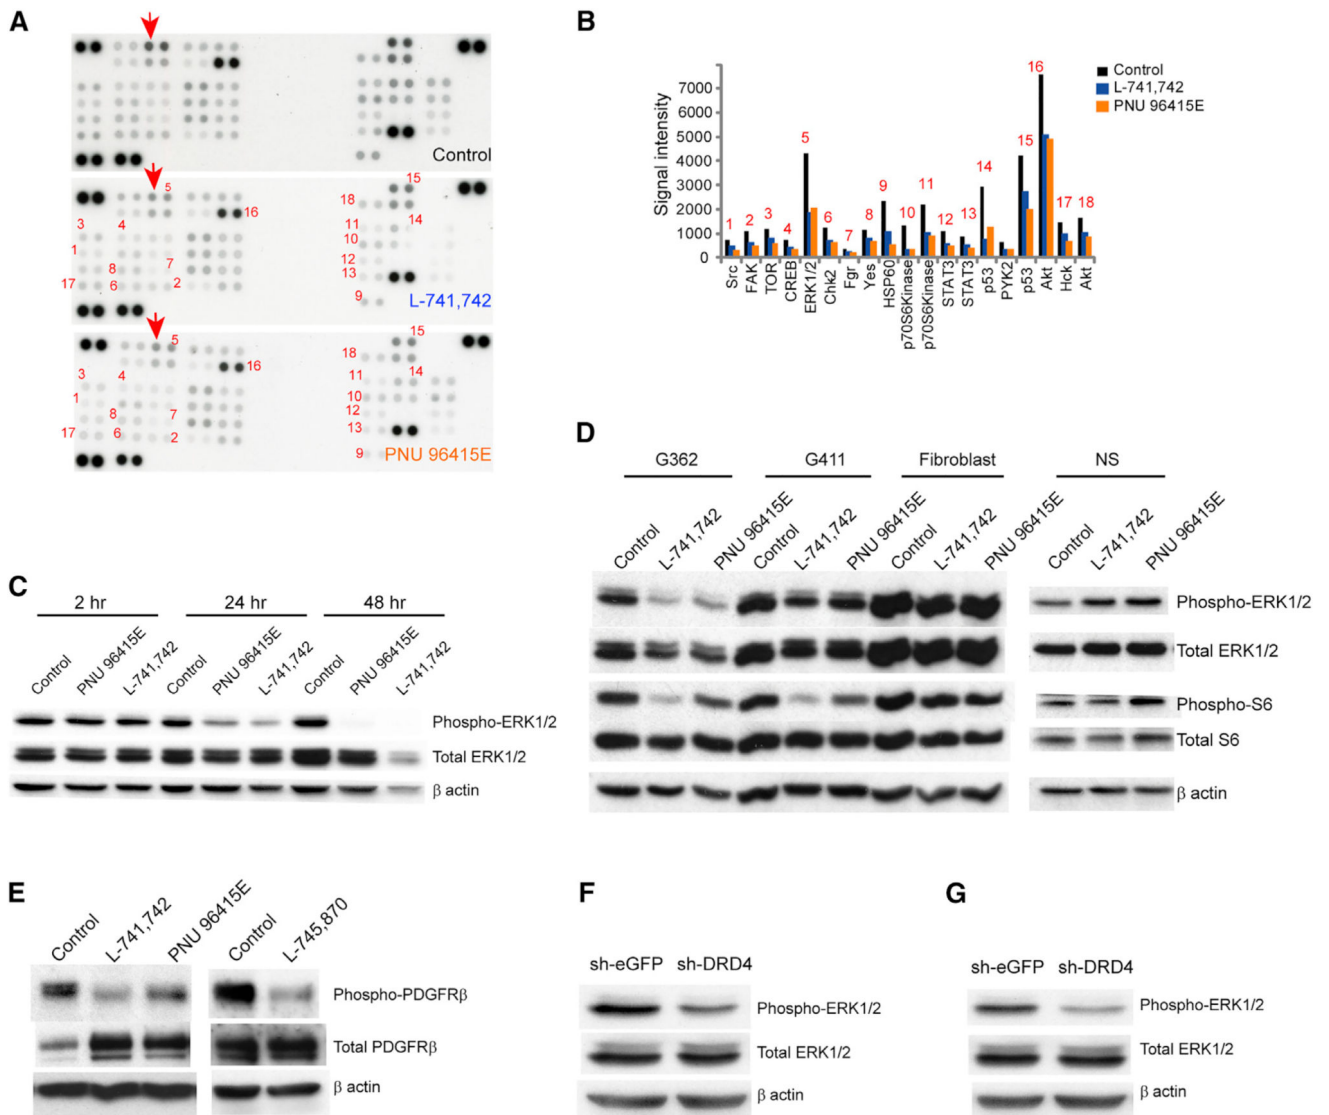 A
Control
3
4
5
15
18
16
14
11
1
10
8
7
12
13
17
6
2
9
L-741,742
3
4
5
15
18
16
14
11
1
10
8
7
12
17
6
2
13
9
PNU 96415E
B
Signal intensity
7000
6000
5000
4000
3000
2000
1000
0
1
2
3
4
5
6
7
8
9
10
11
12
13
14
15
16
17
18
Control
L-741,742
PNU 96415E
Src
FAK
TOR
CREB
ERK1/2
Chk2
Fgr
Yes
HSP60
p70S6Kinase
p70S6Kinase
STAT3
STAT3
p53
PYK2
p53
Akt
Hck
Akt
C
2 hr 24 hr 48 hr
Control PNU 96415E L-741,742 Control PNU 96415E L-741,742 Control PNU 96415E L-741,742
Phospho-ERK1/2
Total ERK1/2
β actin
D
G362 G411 Fibroblast NS
Control L-741,742 PNU 96415E Control L-741,742 PNU 96415E Control L-741,742 PNU 96415E Control L-741,742 PNU 96415E
Phospho-ERK1/2
Total ERK1/2
Phospho-S6
Total S6
β actin
E
Control L-741,742 PNU 96415E Control L-745,870
Phospho-PDGFRβ
Total PDGFRβ
β actin
F
sh-eGFP sh-DRD4
Phospho-ERK1/2
Total ERK1/2
β actin
G
sh-eGFP sh-DRD4
Phospho-ERK1/2
Total ERK1/2
β actin